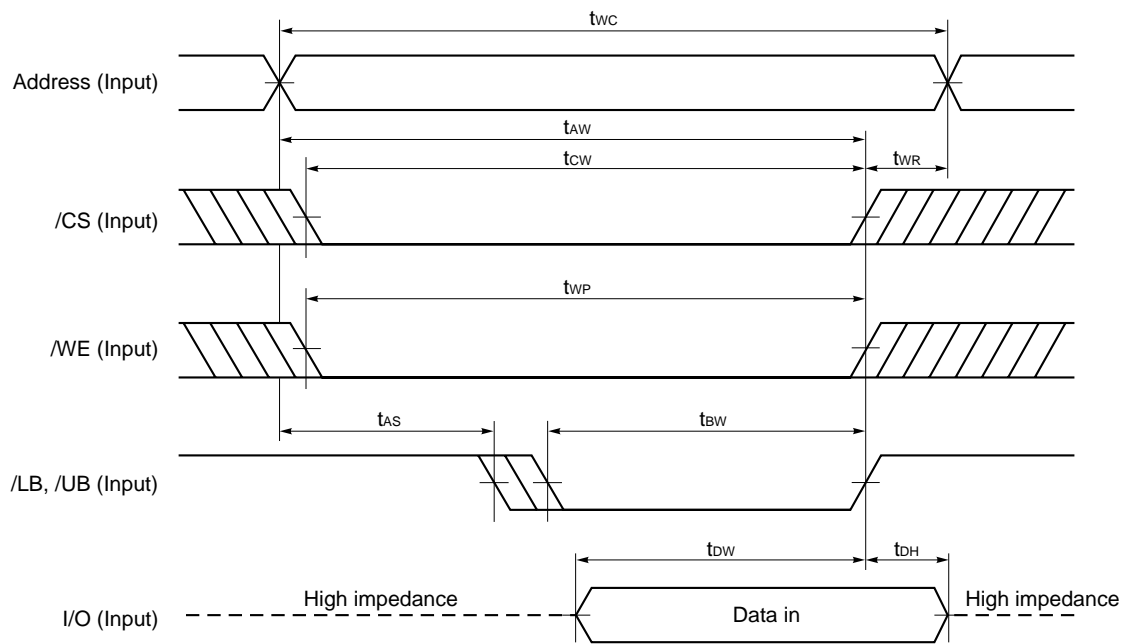 tWC
Address (Input)
tAW
tCW
tWR
/CS (Input)
tWP
/WE (Input)
tAS
tBW
/LB, /UB (Input)
tDW
tDH
High impedance
Data in
High impedance
I/O (Input)